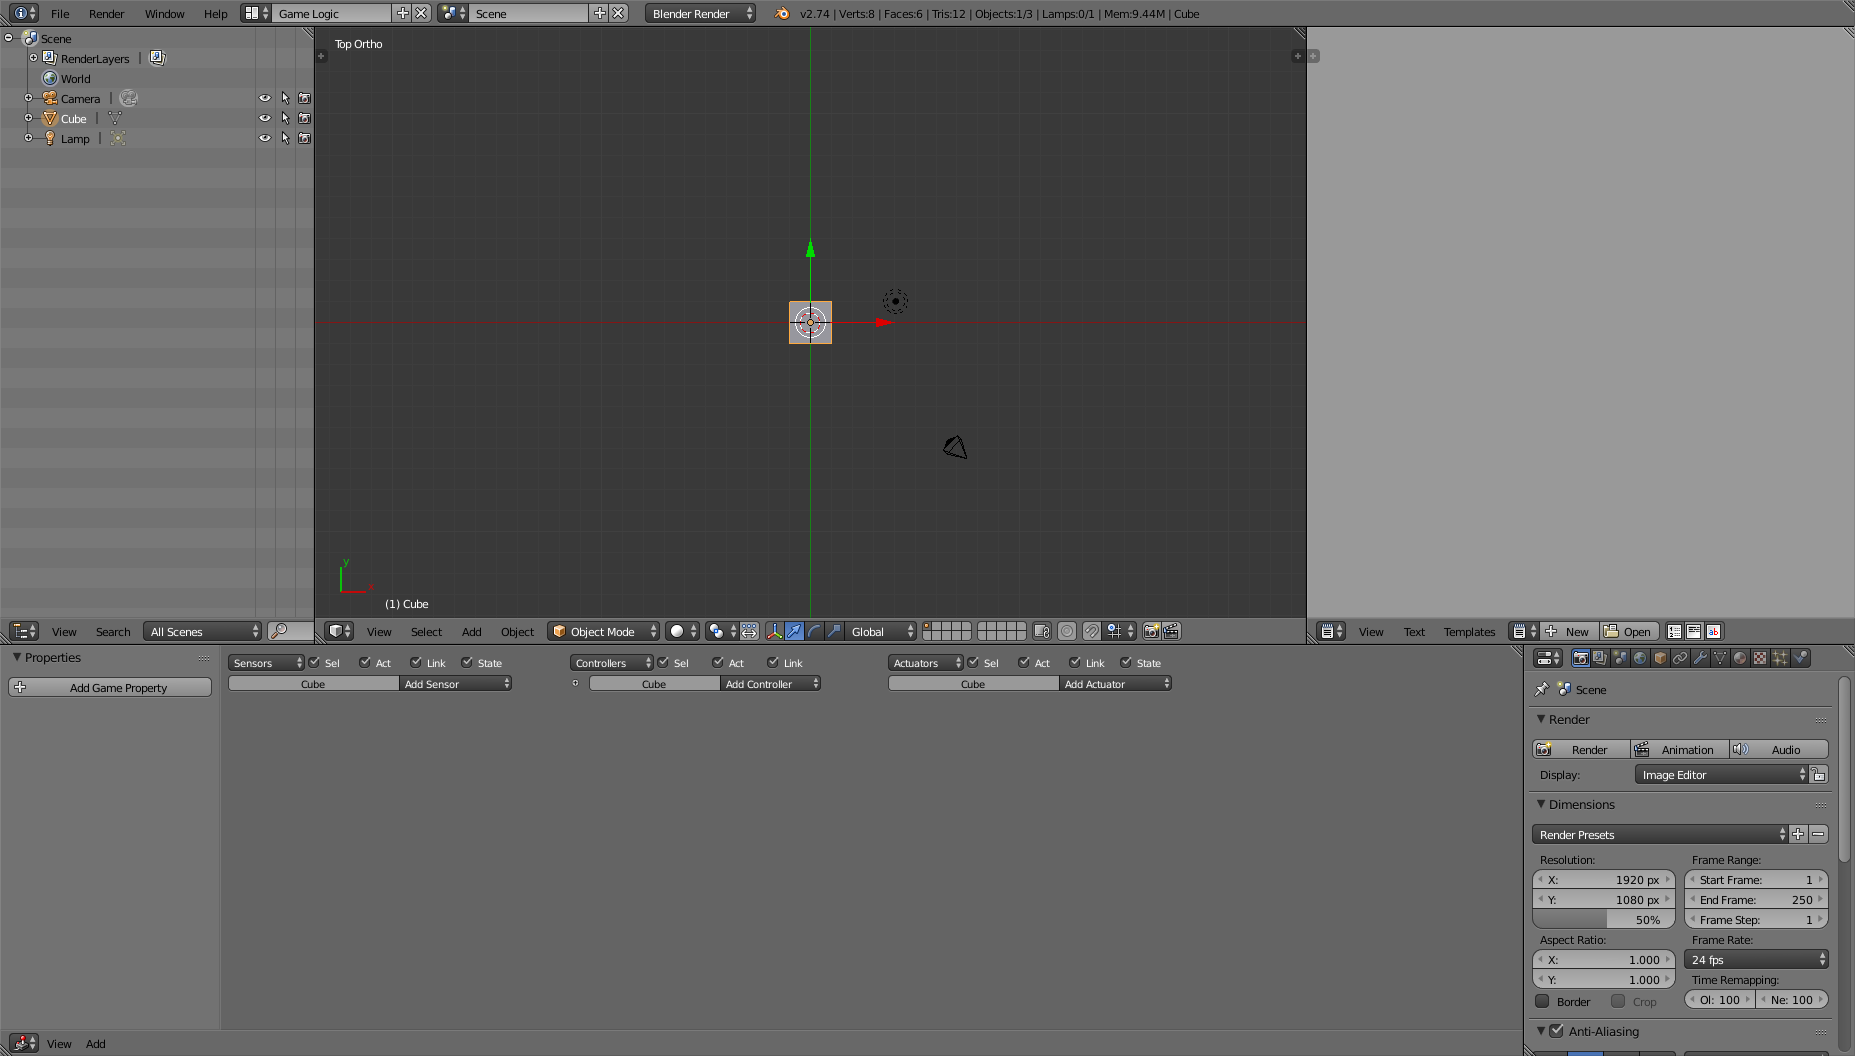 File Render Window Help Game Logic Scene Blender Render v2.74 | Verts:8 | Faces:6 | Tris:12 | Objects:1/3 | Lamps:0/1 | Mem:9.44M | Cube
Scene
RenderLayers
World
Camera
Cube
Lamp
Top Ortho
y
x
(1) Cube
View Search All Scenes
View Select Add Object Object Mode Global
View Text Templates New Open ab
Properties
Add Game Property
Sensors Sel Act Link State
Cube Add Sensor
Controllers Sel Act Link
Cube Add Controller
Actuators Sel Act Link State
Cube Add Actuator
View Add
Scene
Render
Render Animation Audio
Display: Image Editor
Dimensions
Render Presets
Resolution: Frame Range:
X: 1920 px Start Frame: 1
Y: 1080 px End Frame: 250
50% Frame Step: 1
Aspect Ratio: Frame Rate:
X: 1.000 24 fps
Y: 1.000 Time Remapping:
Border Crop Ol: 100 Ne: 100
Anti-Aliasing